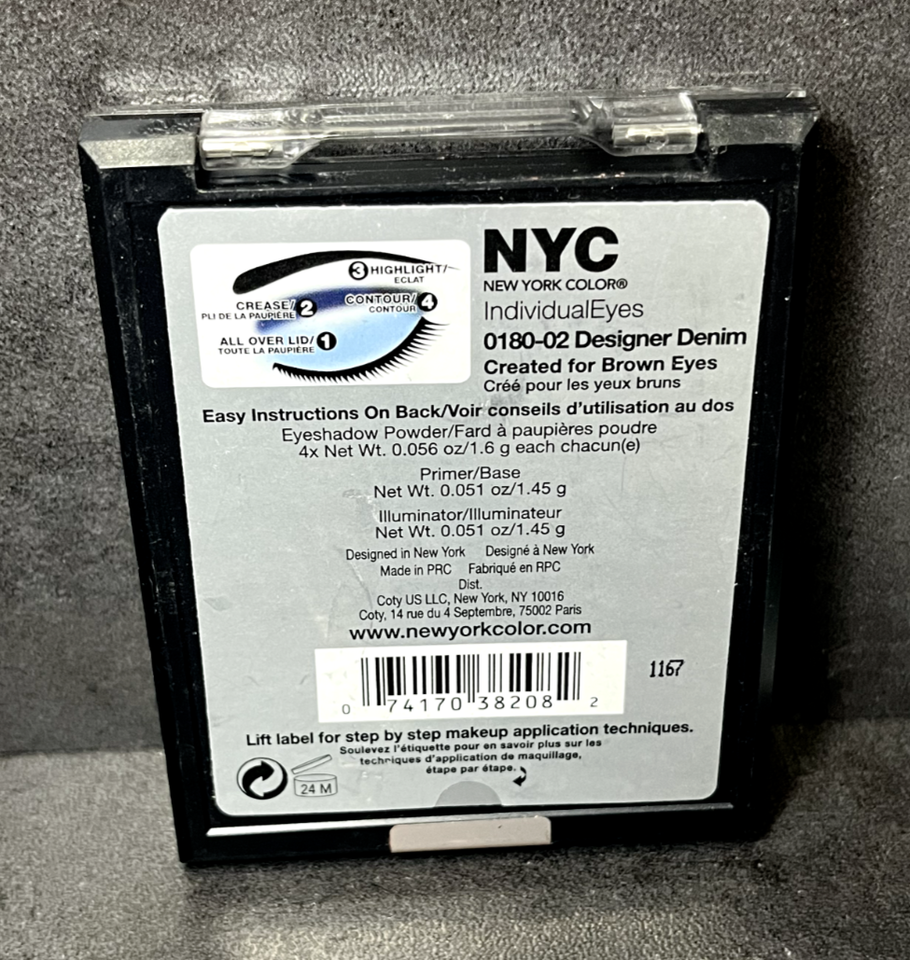 3 HIGHLIGHT/
ECLAT
CREASE/ 2
PLI DE LA PAUPIÈRE
CONTOUR/ 4
CONTOUR
ALL OVER LID/ 1
TOUTE LA PAUPIÈRE
NYC
NEW YORK COLOR®
IndividualEyes
0180-02 Designer Denim
Created for Brown Eyes
Créé pour les yeux bruns
Easy Instructions On Back/Voir conseils d'utilisation au dos
Eyeshadow Powder/Fard à paupières poudre
4x Net Wt. 0.056 oz/1.6 g each chacun(e)
Primer/Base
Net Wt. 0.051 oz/1.45 g
Illuminator/Illuminateur
Net Wt. 0.051 oz/1.45 g
Designed in New York Designé à New York
Made in PRC Fabriqué en RPC
Dist.
Coty US LLC, New York, NY 10016
Coty, 14 rue du 4 Septembre, 75002 Paris
www.newyorkcolor.com
1167
0 74170 38208 2
Lift label for step by step makeup application techniques.
Soulevez l'étiquette pour en savoir plus sur les
techniques d'application de maquillage,
étape par étape.
24 M